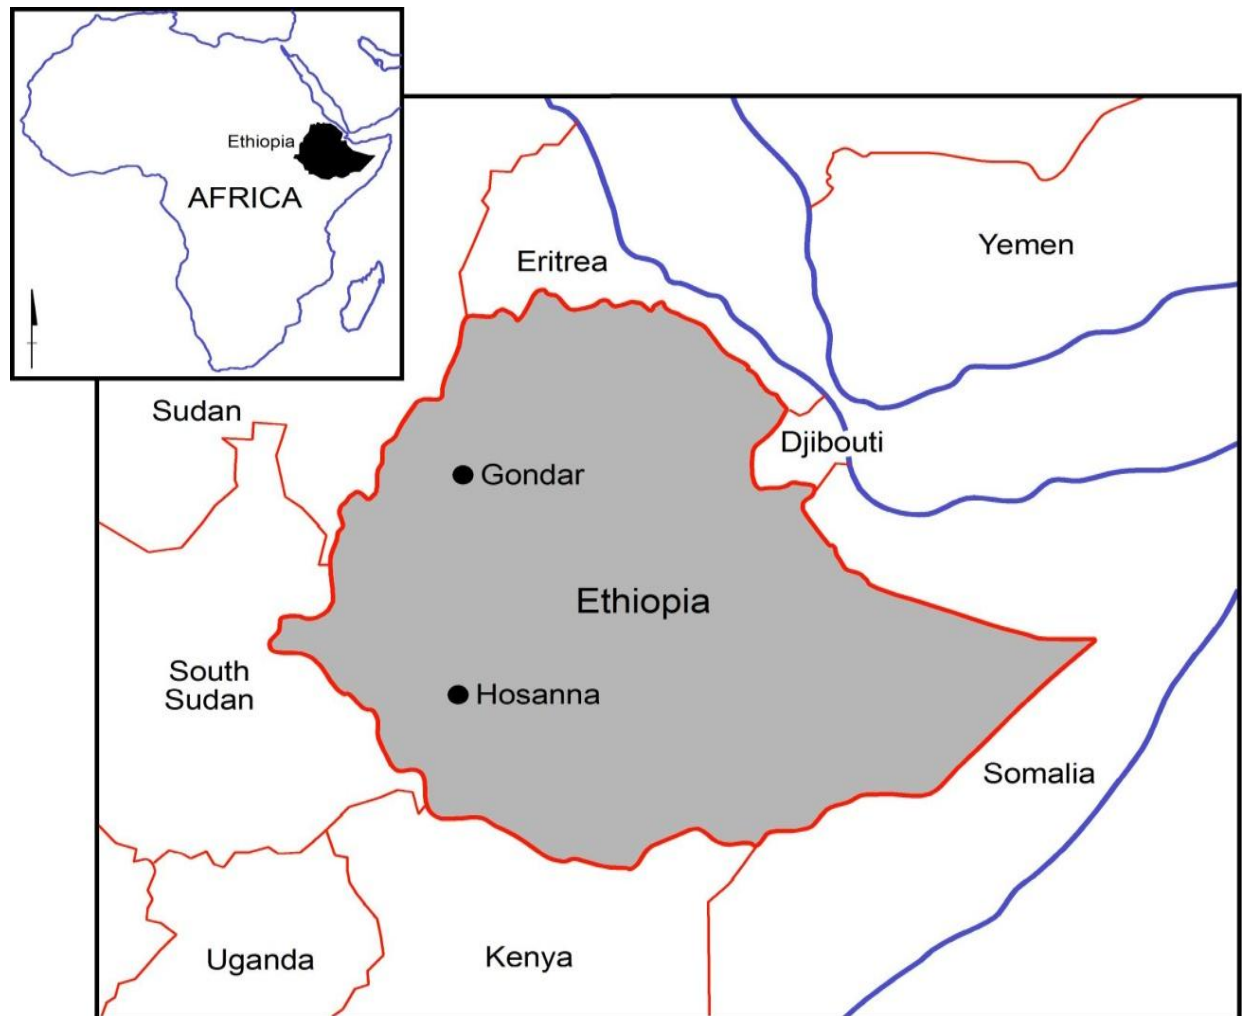 Ethiopia
AFRICA
Yemen
Eritrea
Sudan
Djibouti
Gondar
Ethiopia
South
Sudan
Hosanna
Somalia
Uganda
Kenya